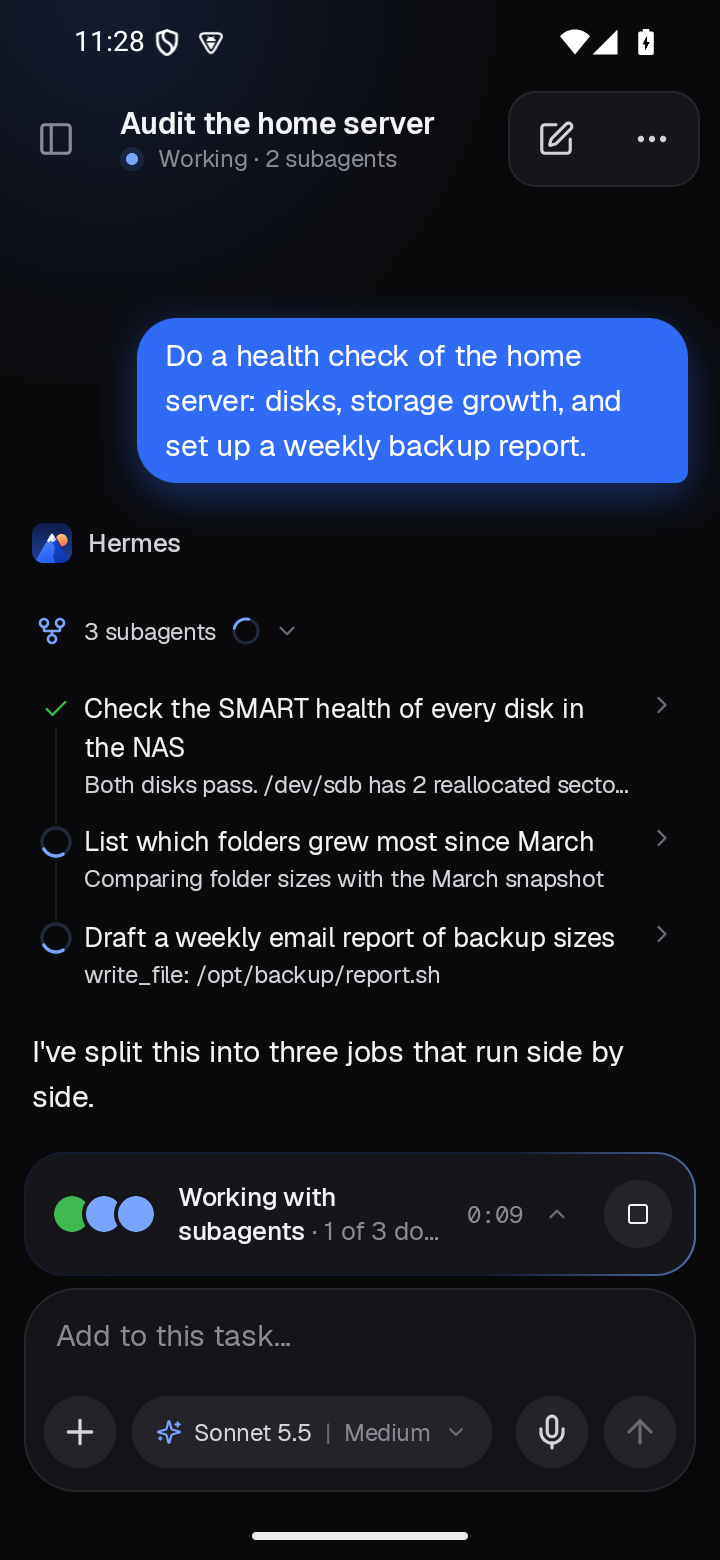 11:28
Audit the home server
Working · 2 subagents
Do a health check of the home
server: disks, storage growth, and
set up a weekly backup report.
Hermes
3 subagents
Check the SMART health of every disk in
the NAS
Both disks pass. /dev/sdb has 2 reallocated secto...
List which folders grew most since March
Comparing folder sizes with the March snapshot
Draft a weekly email report of backup sizes
write_file: /opt/backup/report.sh
I've split this into three jobs that run side by
side.
Working with
subagents · 1 of 3 do...
0:09
Add to this task...
Sonnet 5.5 | Medium